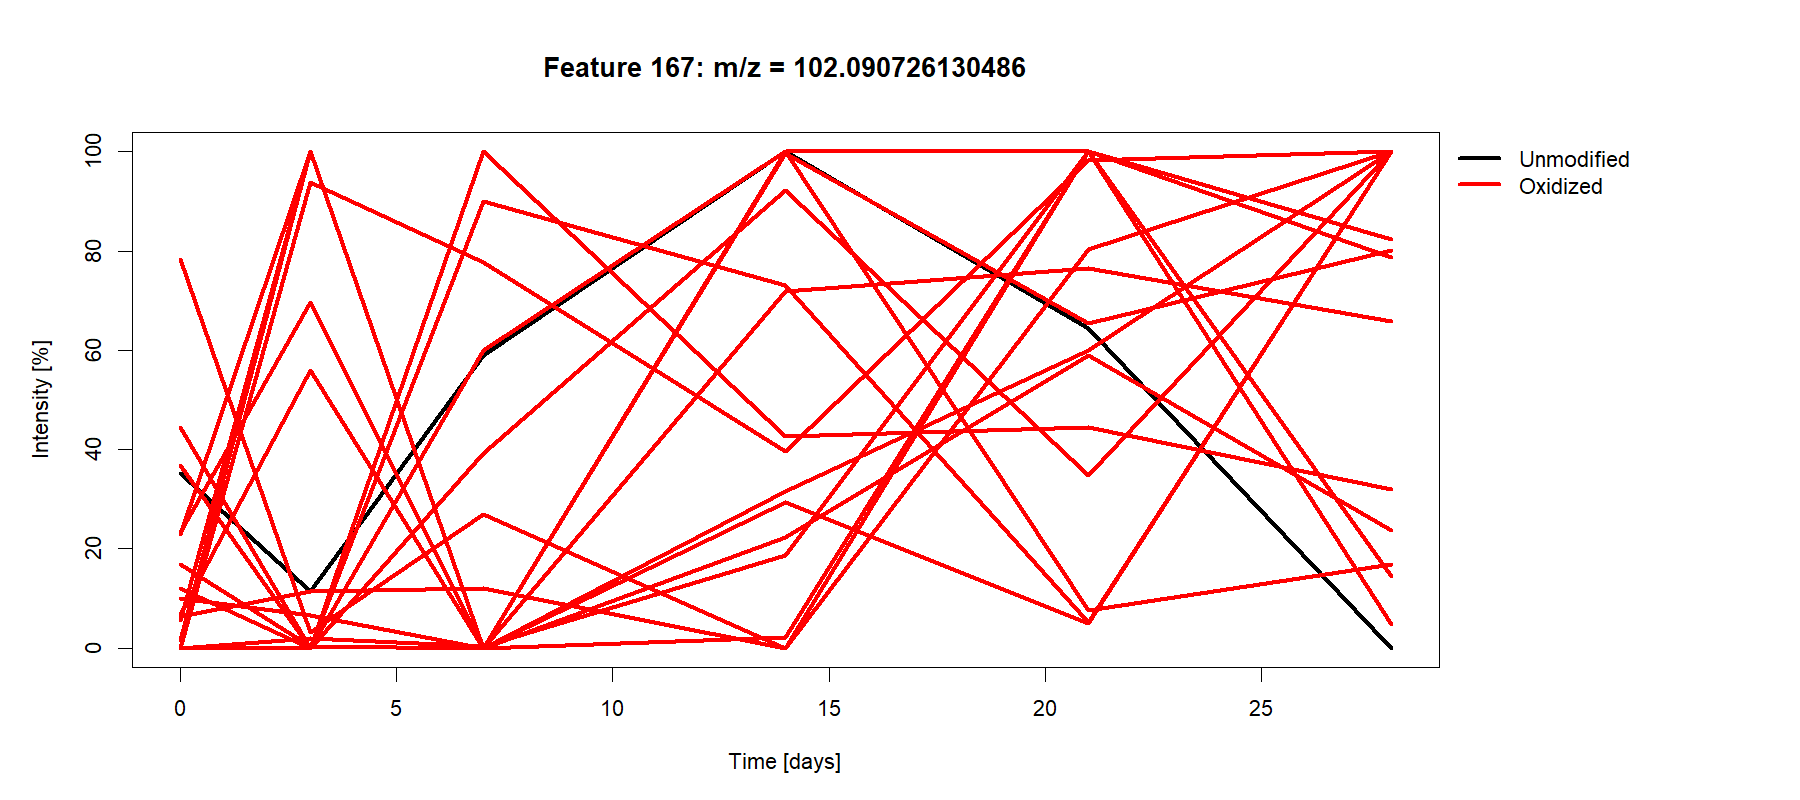 Feature 167: m/z = 102.090726130486
Unmodified
Oxidized
Intensity [%]
100
80
60
40
20
0
0 5 10 15 20 25
Time [days]